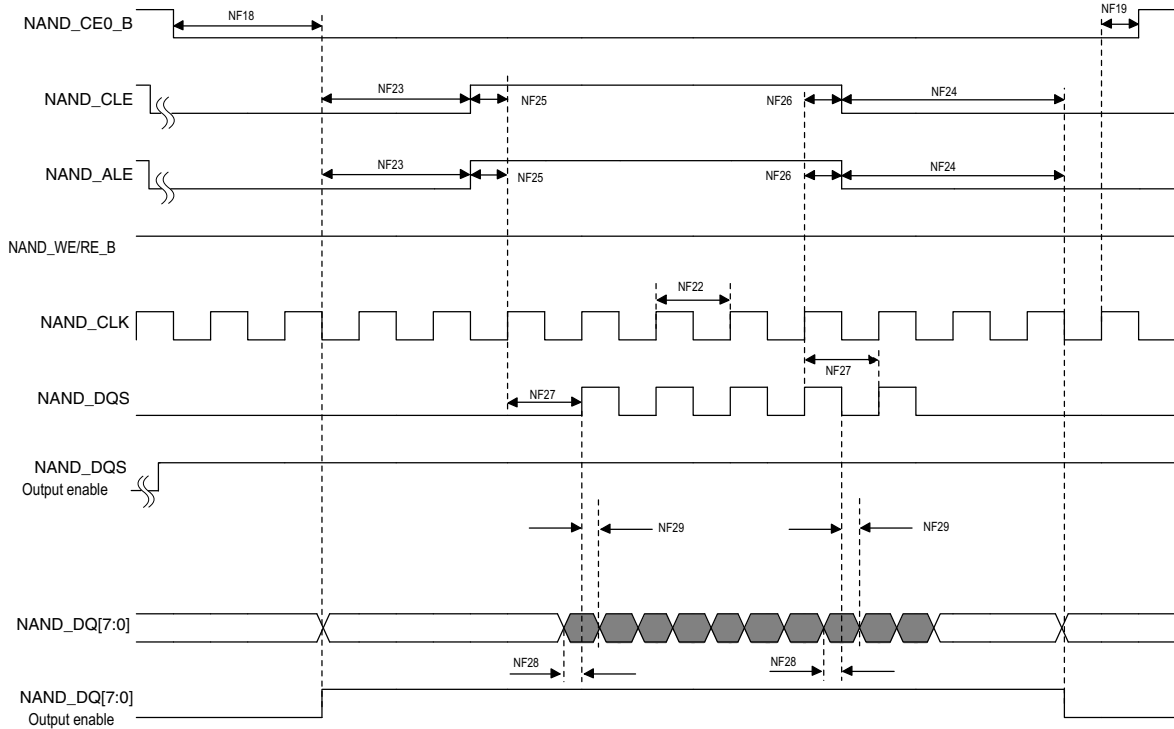 NF18
NF19
NAND_CE0_B
NF23
NF25
NF26
NF24
NAND_CLE
NF23
NF25
NF26
NF24
NAND_ALE
NAND_WE/RE_B
NF22
NAND_CLK
NF27
NF27
NAND_DQS
NAND_DQS
Output enable
NF29
NF29
NAND_DQ[7:0]
NF28
NF28
NAND_DQ[7:0]
Output enable